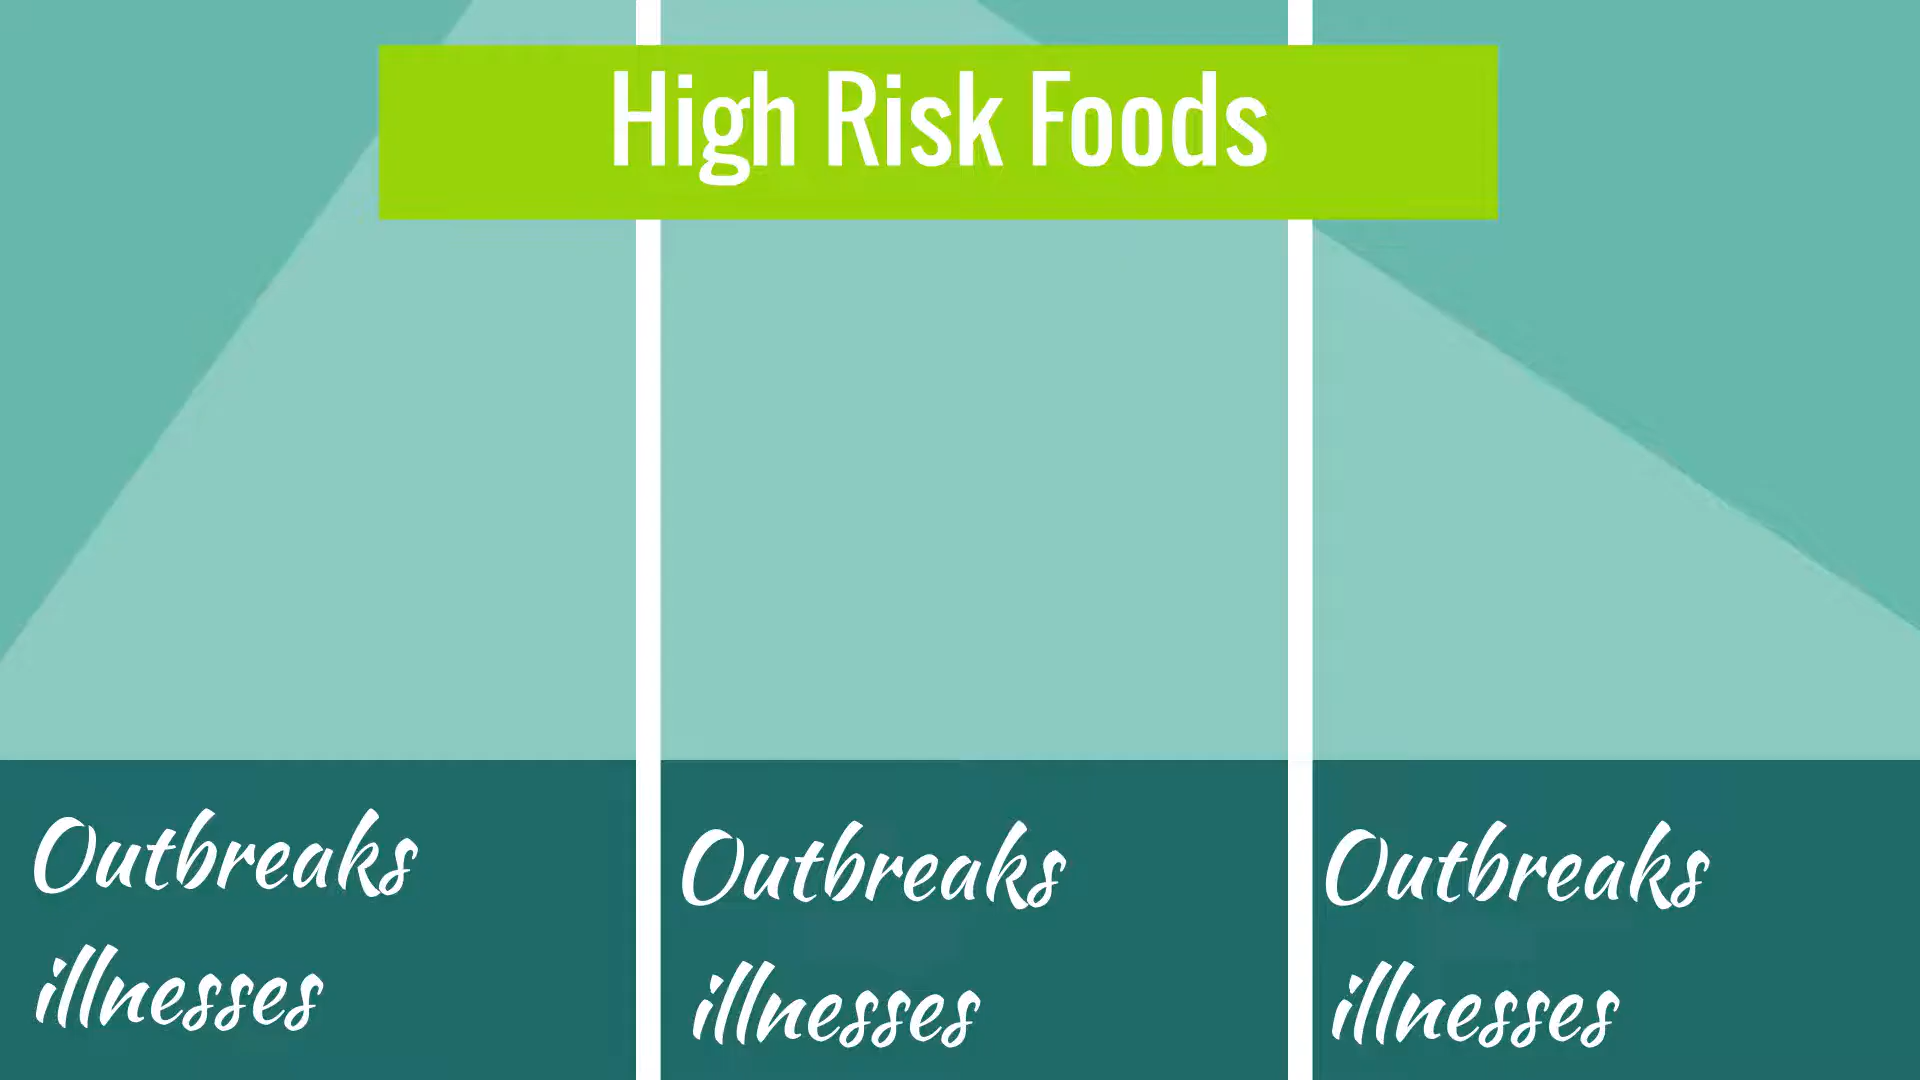 High Risk Foods
Outbreaks
illnesses
Outbreaks
illnesses
Outbreaks
illnesses